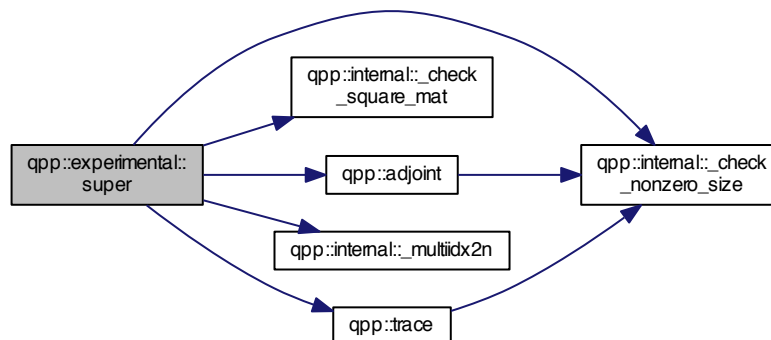 qpp::internal::_check
_square_mat
qpp::experimental::
super
qpp::adjoint
qpp::internal::_check
_nonzero_size
qpp::internal::_multiidx2n
qpp::trace